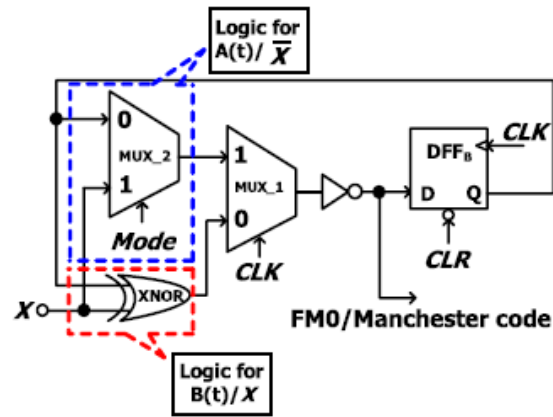 Logic for
A(t)/ X̅
0
MUX_2
1
Mode
1
MUX_1
0
CLK
CLK
DFF_B
D Q
CLR
X
XNOR
FM0/Manchester code
Logic for
B(t)/X